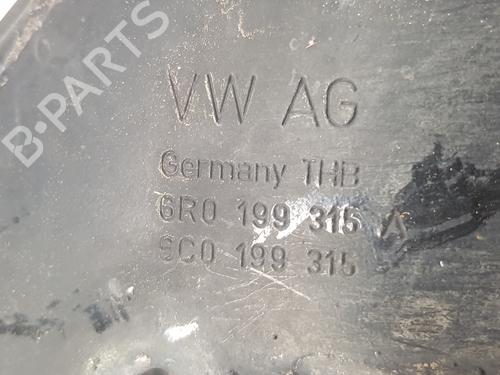 B-PARTS
VW AG
Germany THB
6R0 199 315 A
6C0 199 315